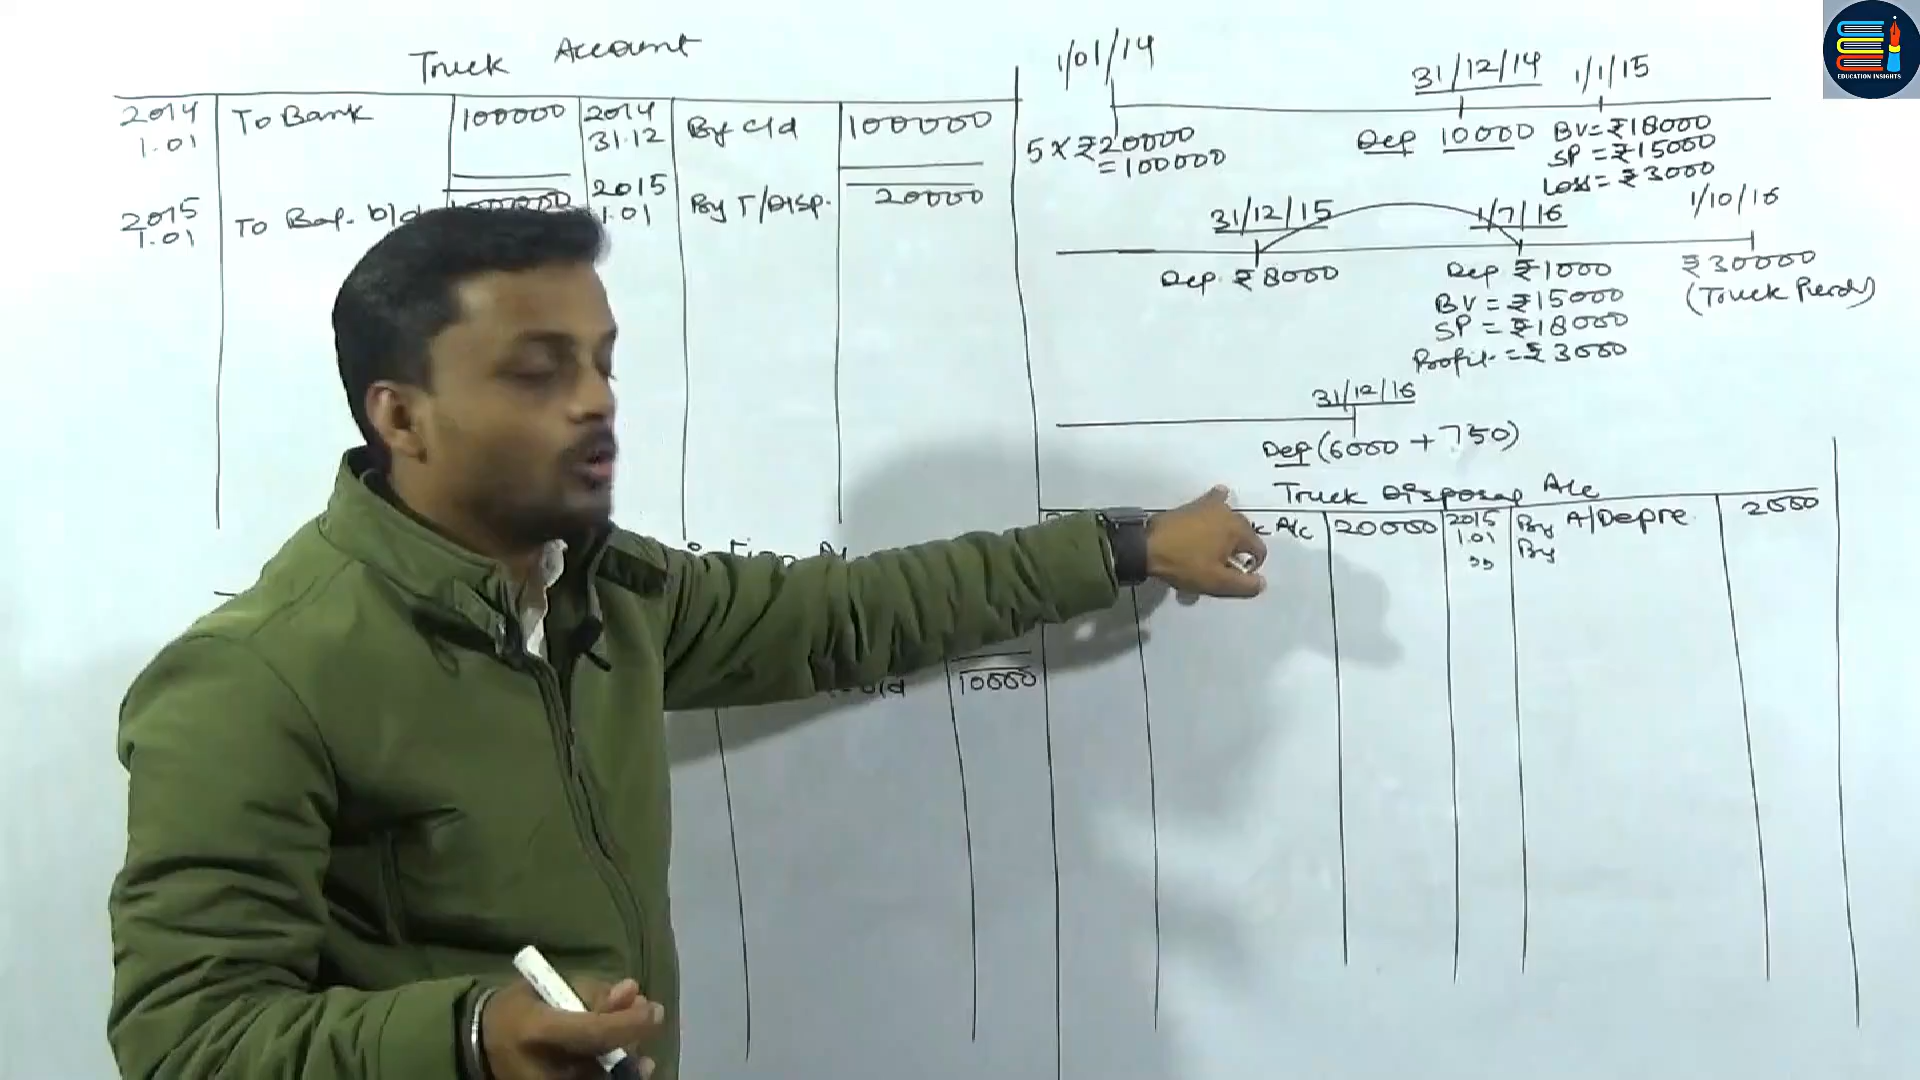 Truck Account
2014
1.01
To Bank
100000
2014
31.12
By c/d
100000
2015
1.01
To Bal. b/d
100000
2015
1.01
By T/Disp.
20000
1/01/14
31/12/14
1/1/15
5 × ₹20000
= 100000
Dep 10000
BV = ₹18000
SP = ₹15000
Loss = ₹3000
31/12/15
1/7/16
1/10/16
Dep. ₹8000
Dep ₹1000
BV = ₹15000
SP = ₹18000
Profit = ₹3000
₹30000
(Truck
31/12/16
Dep (6000 + 750)
Truck Disposal A/c
A/c
20000
2015
1.01
By A/Depre.
2000
,,
By
10000
EDUCATION INSIGHTS